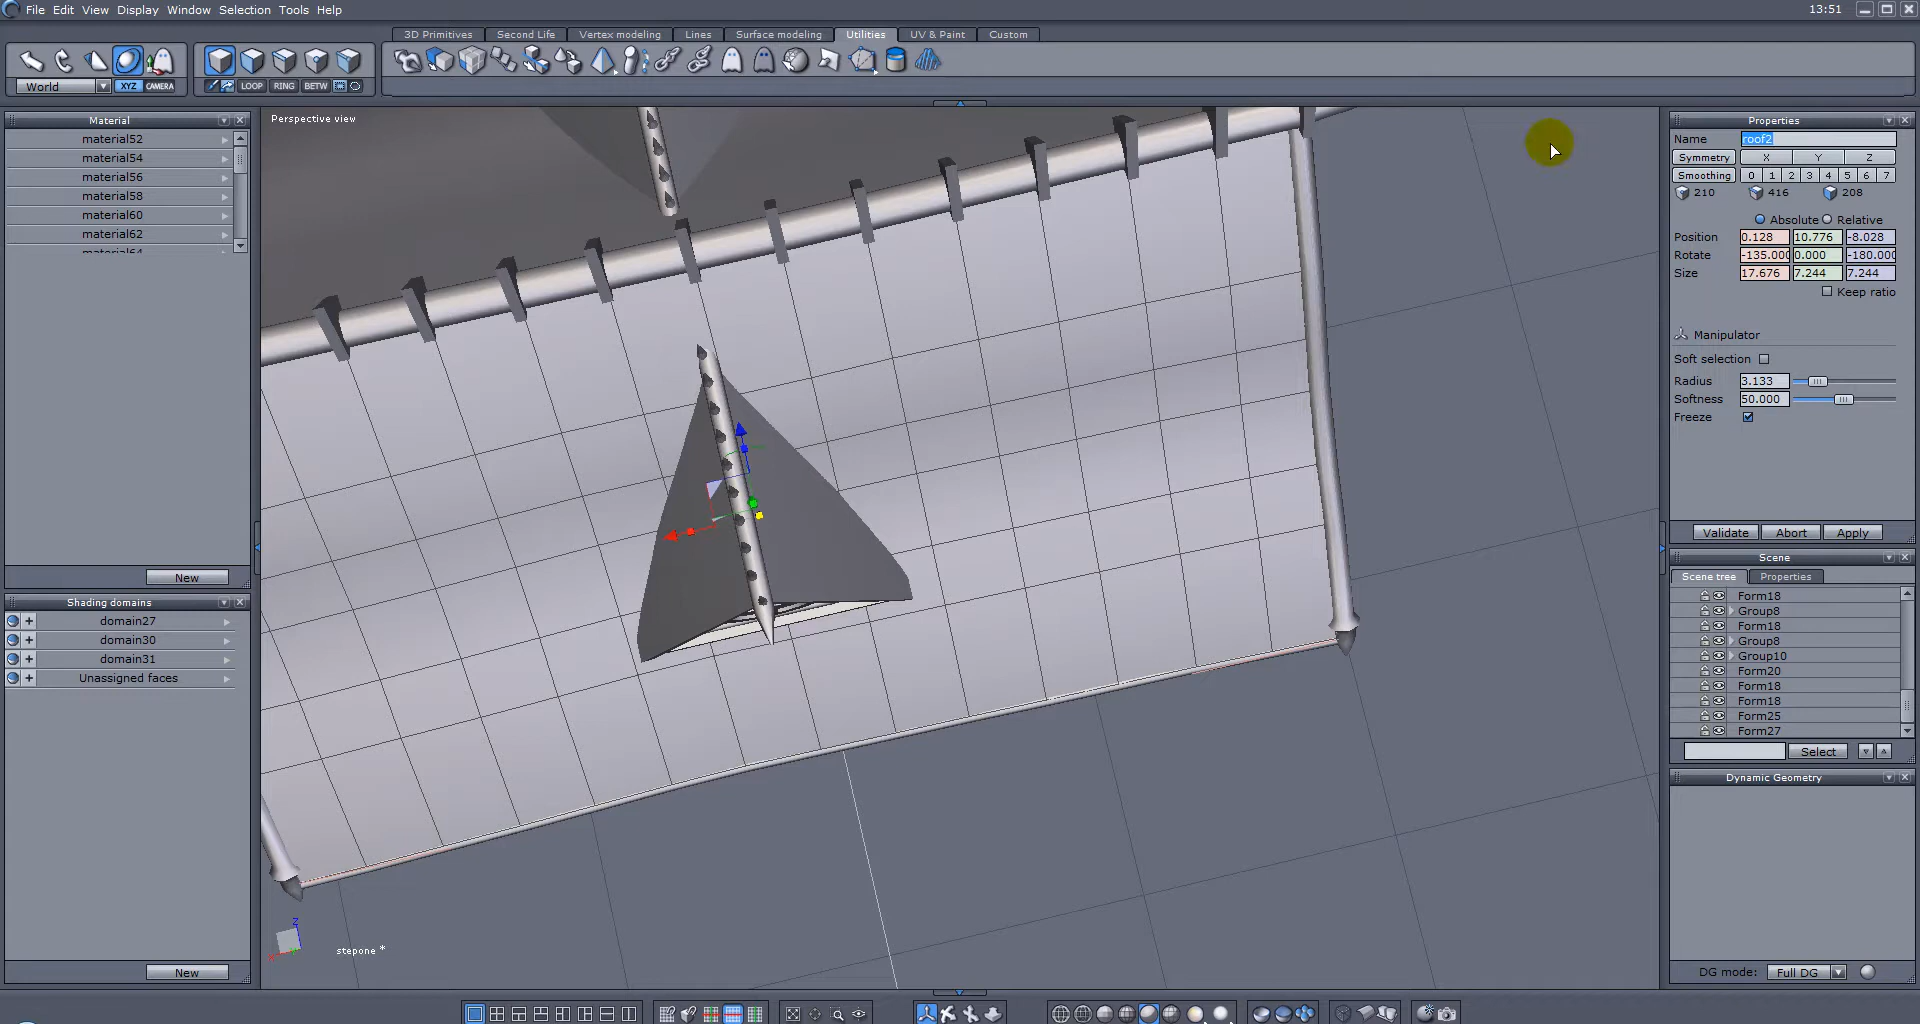 File Edit View Display Window Selection Tools Help 13:51
3D Primitives Second Life Vertex modeling Lines Surface modeling Utilities UV & Paint Custom
World XYZ CAMERA LOOP RING BETW
Material
material52
material54
material56
material58
material60
material62
material64
New
Shading domains
domain27
domain30
domain31
Unassigned faces
New
Perspective view
stepone *
Z
Properties
Name roof2
Symmetry X Y Z
Smoothing 0 1 2 3 4 5 6 7
210 416 208
Absolute Relative
Position 0.128 10.776 -8.028
Rotate -135.000 0.000 -180.000
Size 17.676 7.244 7.244
Keep ratio
Manipulator
Soft selection
Radius 3.133
Softness 50.000
Freeze
Validate Abort Apply
Scene
Scene tree Properties
Form18
Group8
Form18
Group8
Group10
Form20
Form18
Form18
Form25
Form27
Select
Dynamic Geometry
DG mode: Full DG